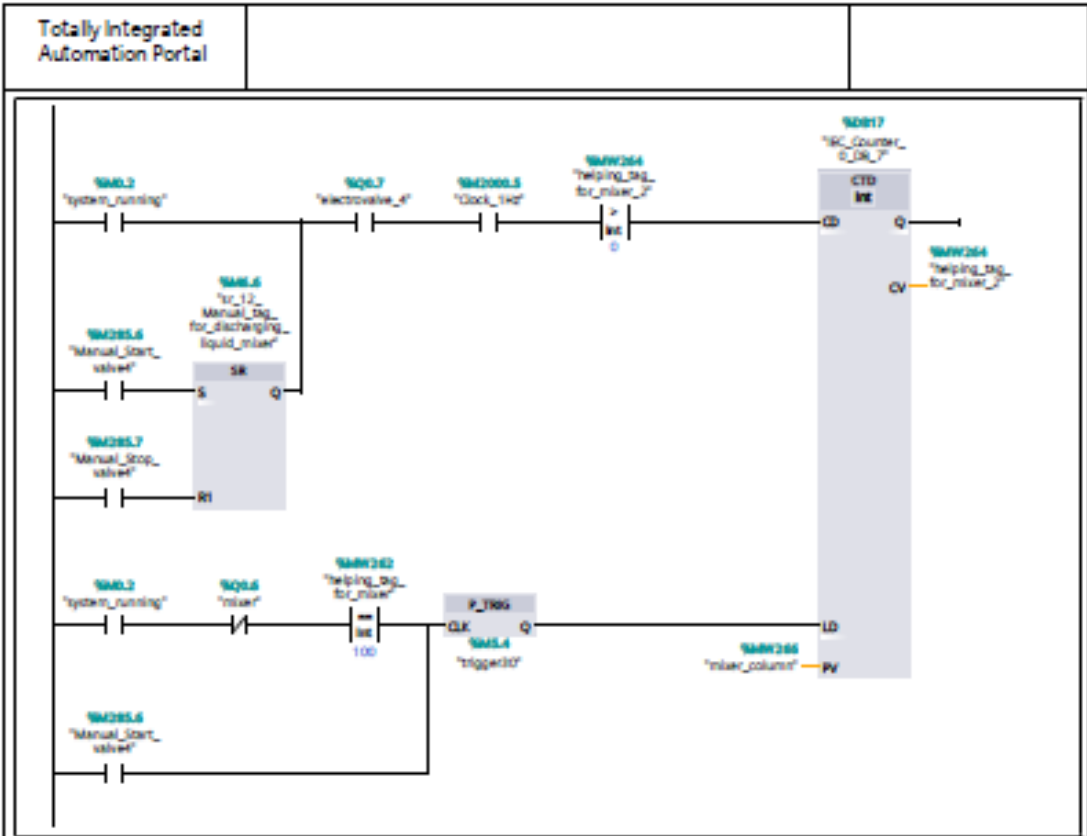 Totally Integrated
Automation Portal
%DB17
"IEC_Counter_
0_DB_7"
CTD
Int
CD
Q
CV
%MW264
"helping_tag_
for_mixer_2"
%M0.2
"system_running"
%Q0.7
"electrovalve_4"
%M2000.5
"Clock_1Hz"
%MW264
"helping_tag_
for_mixer_2"
>
Int
0
%M6.6
"sr_12_
Manual_tag_
for_discharging_
liquid_mixer"
SR
S
Q
R1
%M285.6
"Manual_Start_
valve4"
%M285.7
"Manual_Stop_
valve4"
%M0.2
"system_running"
%Q0.6
"mixer"
%MW262
"helping_tag_
for_mixer"
==
Int
100
P_TRIG
CLK
Q
%M5.4
"trigger30"
LD
%MW266
"mixer_column"
PV
%M285.6
"Manual_Start_
valve4"